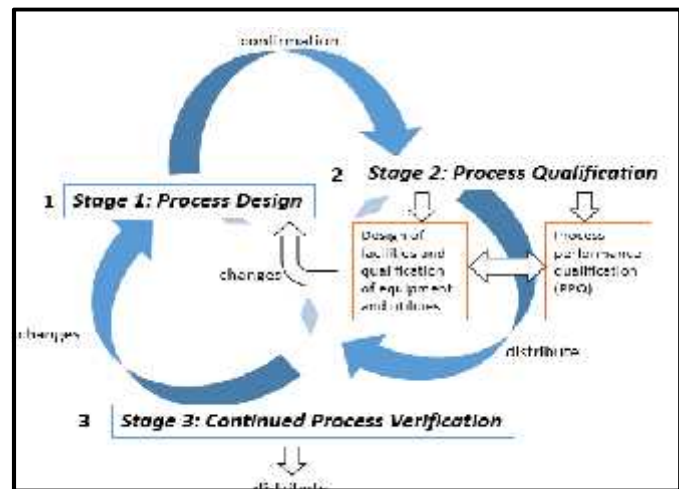 confirmation
2 Stage 2: Process Qualification
1 Stage 1: Process Design
Design of
facilities and
qualification
of equipment
and utilities
Process
performance
qualification
(PPQ)
changes
changes
distribute
3 Stage 3: Continued Process Verification
distribute